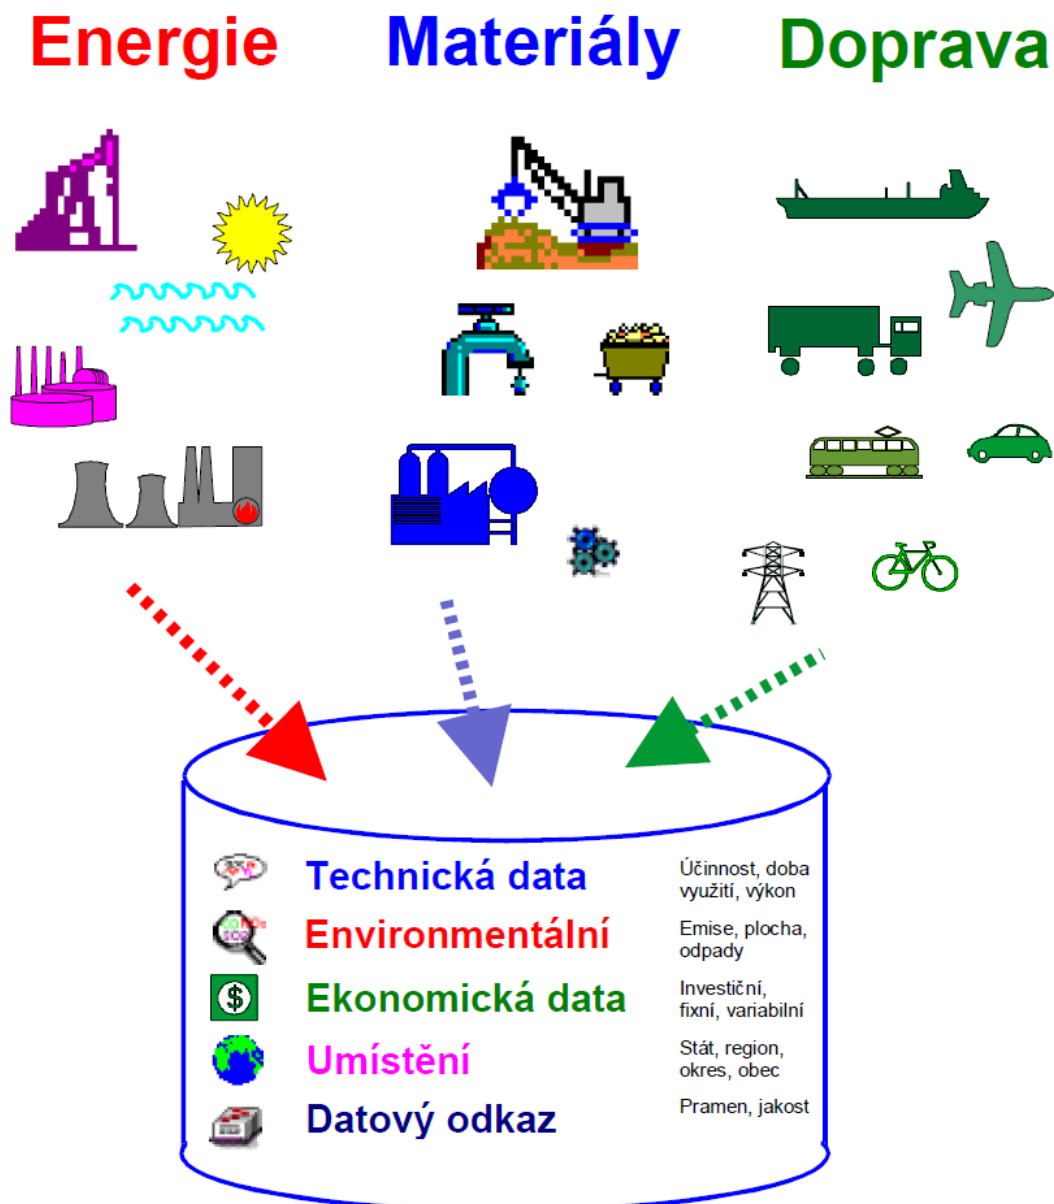 Energie
Materiály
Doprava
Technická data
Účinnost, doba
využití, výkon
Environmentální
Emise, plocha,
odpady
Ekonomická data
Investiční,
fixní, variabilní
$
Umístění
Stát, region,
okres, obec
Datový odkaz
Pramen, jakost